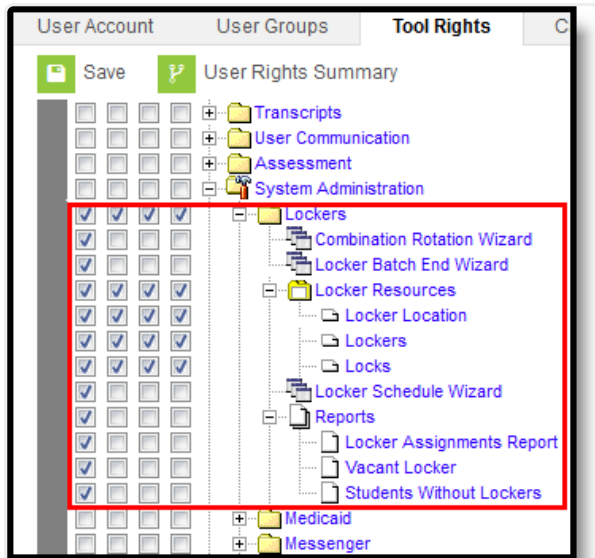 User Account User Groups Tool Rights C
Save User Rights Summary
Transcripts
User Communication
Assessment
System Administration
Lockers
Combination Rotation Wizard
Locker Batch End Wizard
Locker Resources
Locker Location
Lockers
Locks
Locker Schedule Wizard
Reports
Locker Assignments Report
Vacant Locker
Students Without Lockers
Medicaid
Messenger